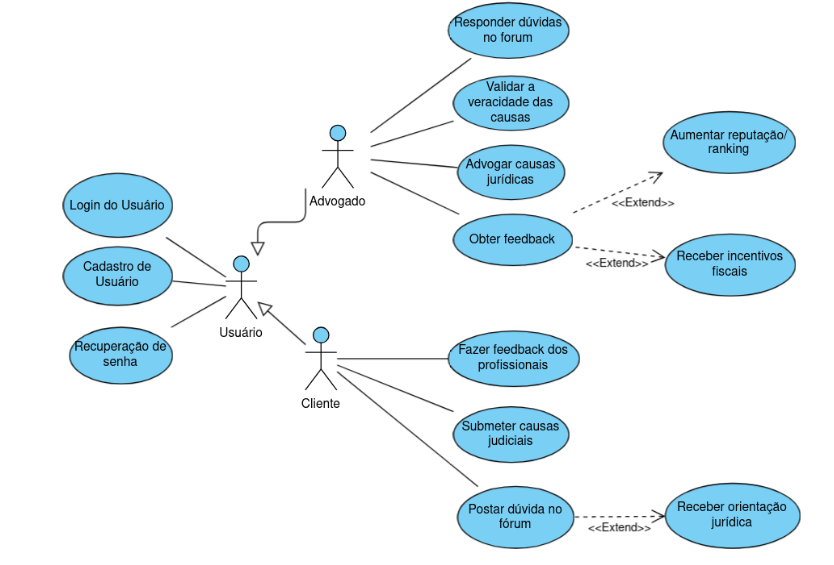 Responder dúvidas
no forum
Validar a
veracidade das
causas
Aumentar reputação/
ranking
Advogar causas
jurídicas
Advogado
<<Extend>>
Login do Usuário
Obter feedback
Receber incentivos
fiscais
<<Extend>>
Cadastro de
Usuário
Usuário
Recuperação de
senha
Fazer feedback dos
profissionais
Cliente
Submeter causas
judiciais
Postar dúvida no
fórum
Receber orientação
jurídica
<<Extend>>